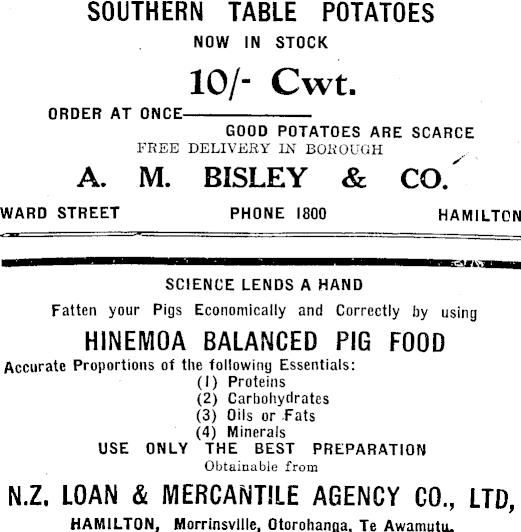 SOUTHERN TABLE POTATOES
NOW IN STOCK
10/- Cwt.
ORDER AT ONCE
GOOD POTATOES ARE SCARCE
FREE DELIVERY IN BOROUGH
A. M. BISLEY & CO.
WARD STREET PHONE 1800 HAMILTON
SCIENCE LENDS A HAND
Fatten your Pigs Economically and Correctly by using
HINEMOA BALANCED PIG FOOD
Accurate Proportions of the following Essentials:
(1) Proteins
(2) Carbohydrates
(3) Oils or Fats
(4) Minerals
USE ONLY THE BEST PREPARATION
Obtainable from
N.Z. LOAN & MERCANTILE AGENCY CO., LTD,
HAMILTON, Morrinsville, Otorohanga, Te Awamutu.